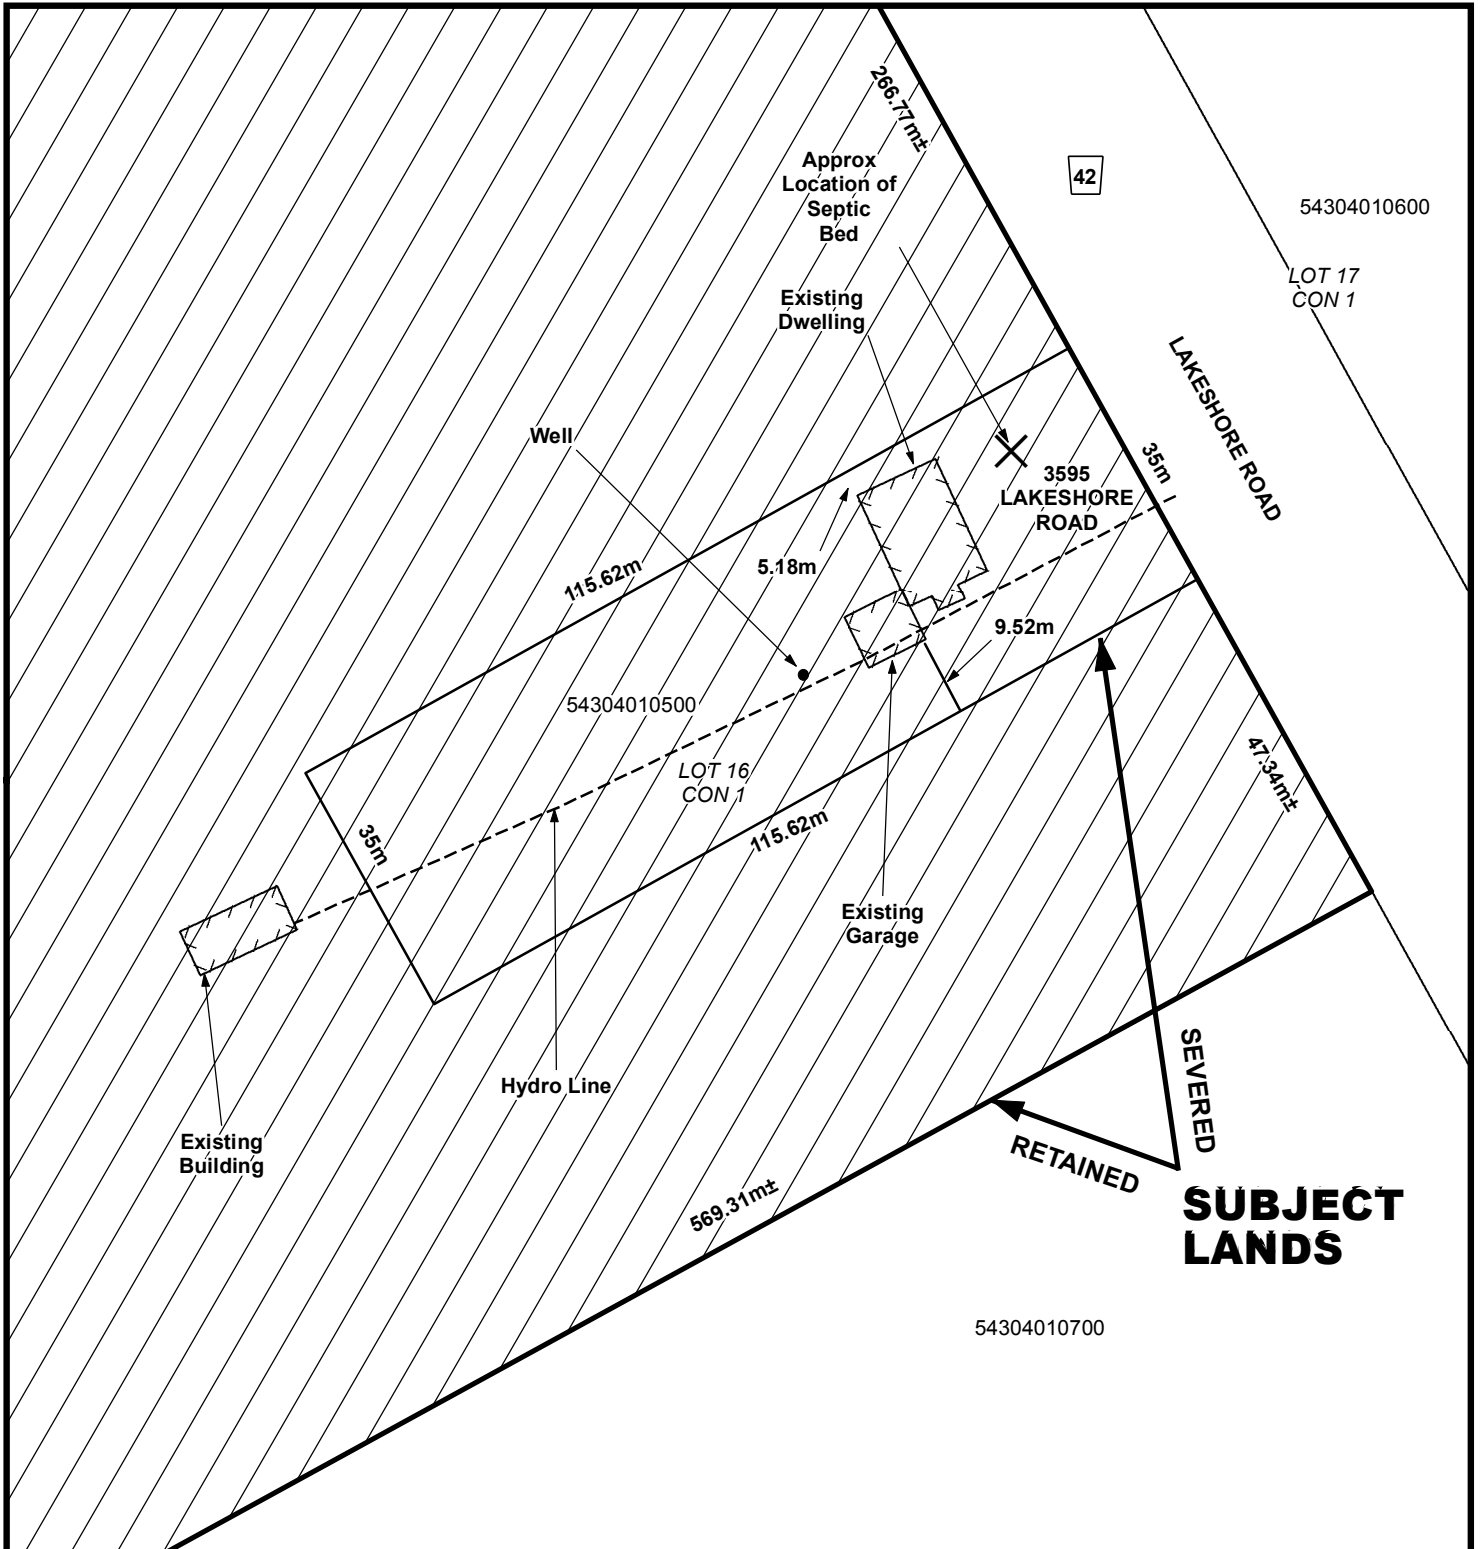 266.77m±
Approx
Location of
Septic
Bed
42
54304010600
LOT 17
CON 1
Existing
Dwelling
LAKESHORE ROAD
Well
35m
3595
LAKESHORE
ROAD
5.18m
115.62m
9.52m
54304010500
LOT 16
CON 1
47.34m±
115.62m
35m
Existing
Garage
Hydro Line
Existing
Building
SEVERED
RETAINED
SUBJECT
LANDS
569.31m±
54304010700